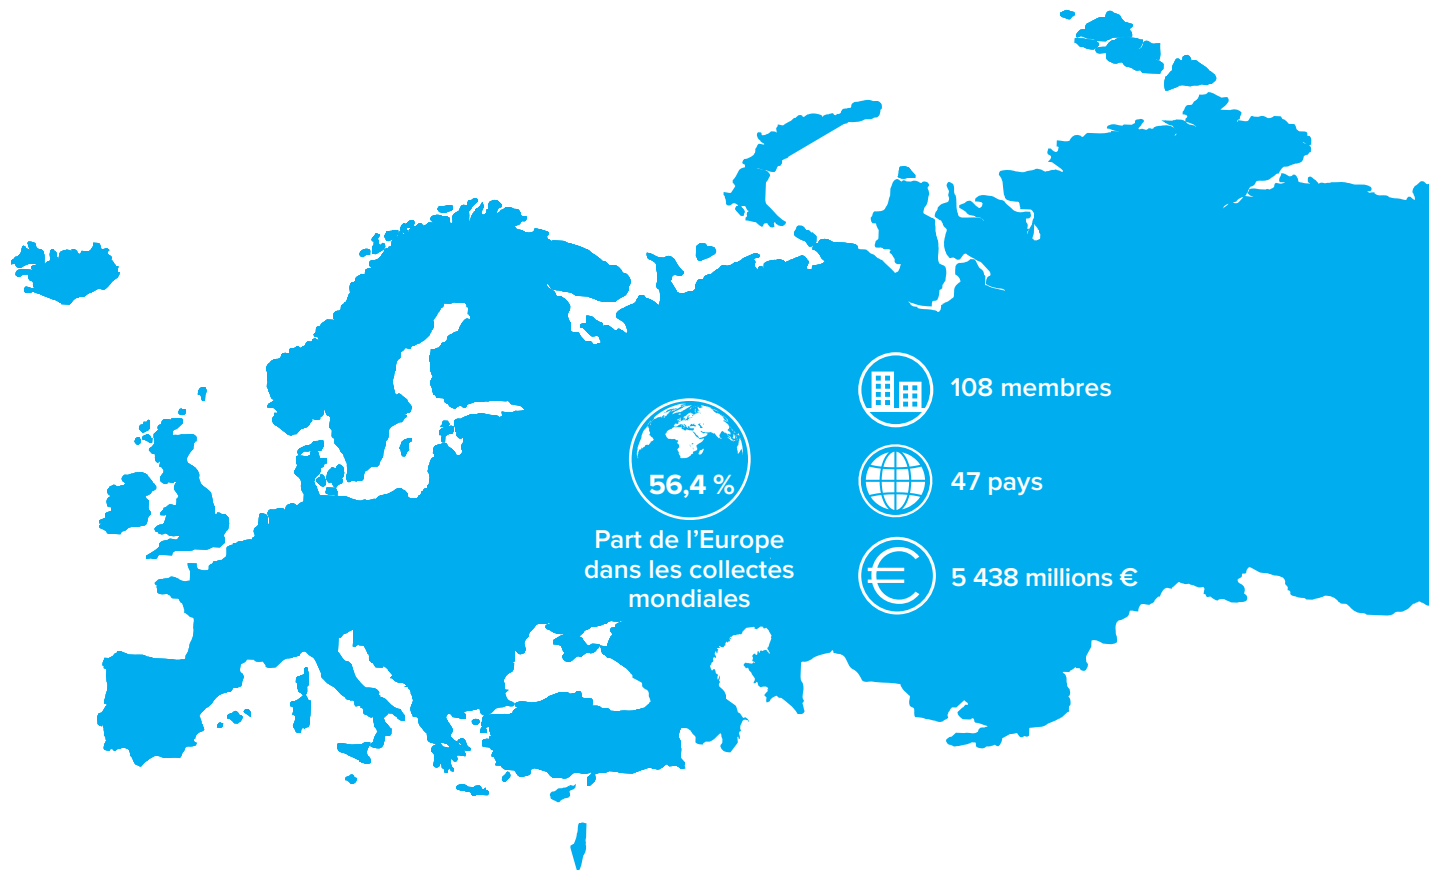 56,4 %
Part de l’Europe
dans les collectes
mondiales
108 membres
47 pays
5 438 millions €